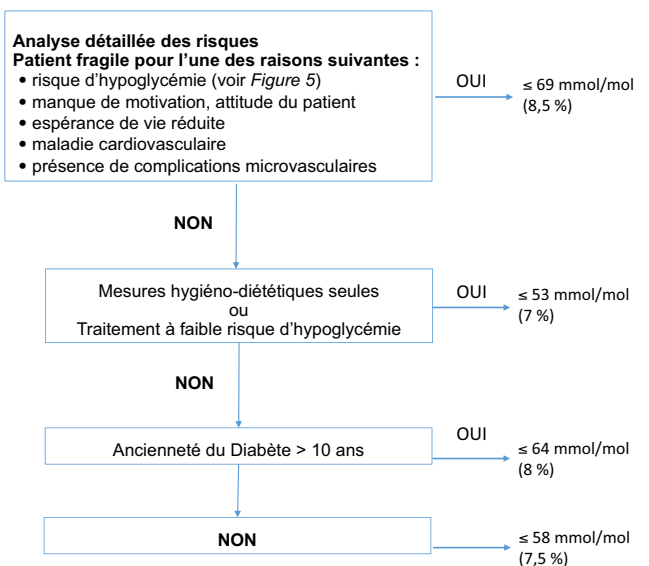 Analyse détaillée des risques
Patient fragile pour l’une des raisons suivantes :
• risque d’hypoglycémie (voir Figure 5)
• manque de motivation, attitude du patient
• espérance de vie réduite
• maladie cardiovasculaire
• présence de complications microvasculaires
OUI
≤ 69 mmol/mol
(8,5 %)
NON
Mesures hygiéno-diététiques seules
ou
Traitement à faible risque d’hypoglycémie
OUI
≤ 53 mmol/mol
(7 %)
NON
Ancienneté du Diabète > 10 ans
OUI
≤ 64 mmol/mol
(8 %)
NON
≤ 58 mmol/mol
(7,5 %)